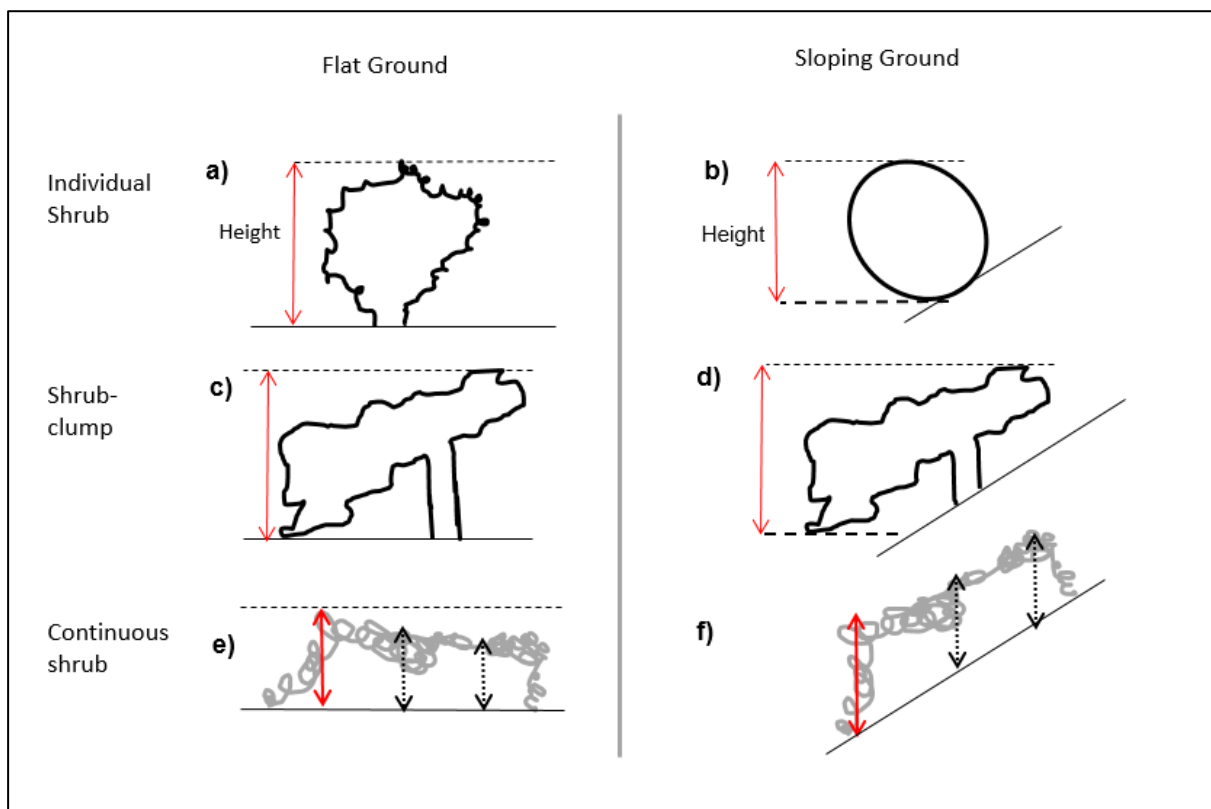 Flat Ground
Sloping Ground
Individual
Shrub
a)
Height
b)
Height
Shrub-
clump
c)
d)
Continuous
shrub
e)
f)